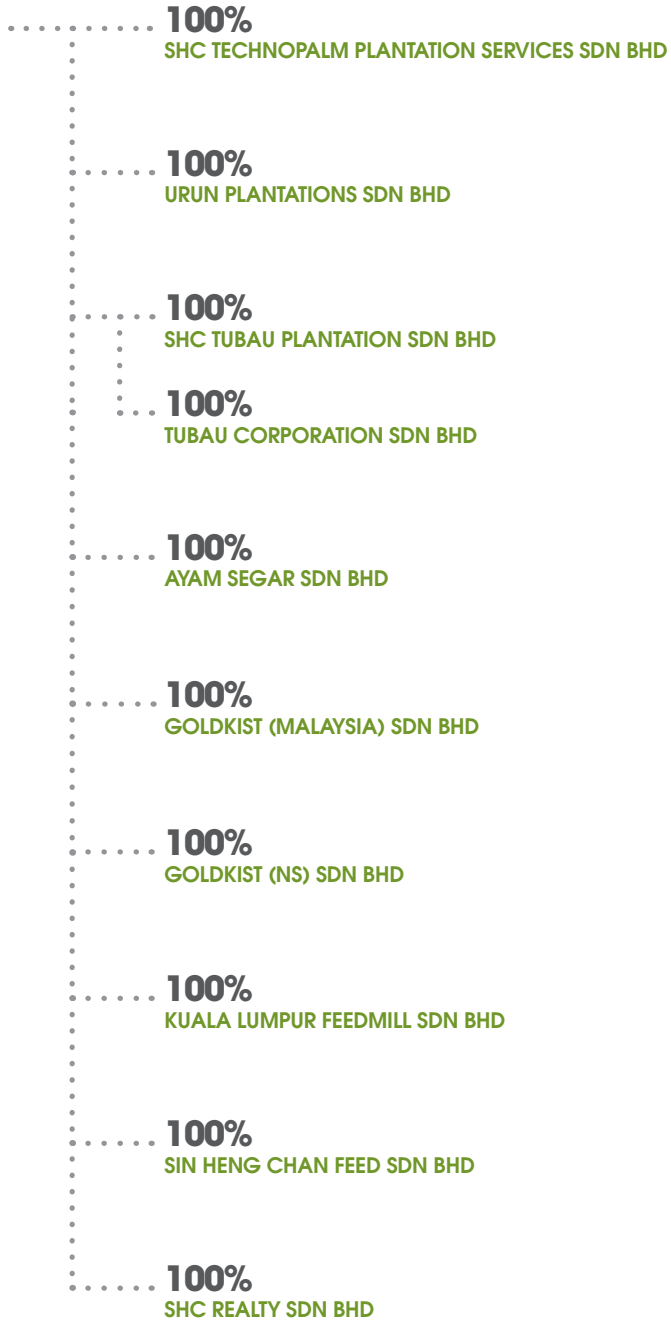 100%
SHC TECHNOPALM PLANTATION SERVICES SDN BHD
100%
URUN PLANTATIONS SDN BHD
100%
SHC TUBAU PLANTATION SDN BHD
100%
TUBAU CORPORATION SDN BHD
100%
AYAM SEGAR SDN BHD
100%
GOLDKIST (MALAYSIA) SDN BHD
100%
GOLDKIST (NS) SDN BHD
100%
KUALA LUMPUR FEEDMILL SDN BHD
100%
SIN HENG CHAN FEED SDN BHD
100%
SHC REALTY SDN BHD